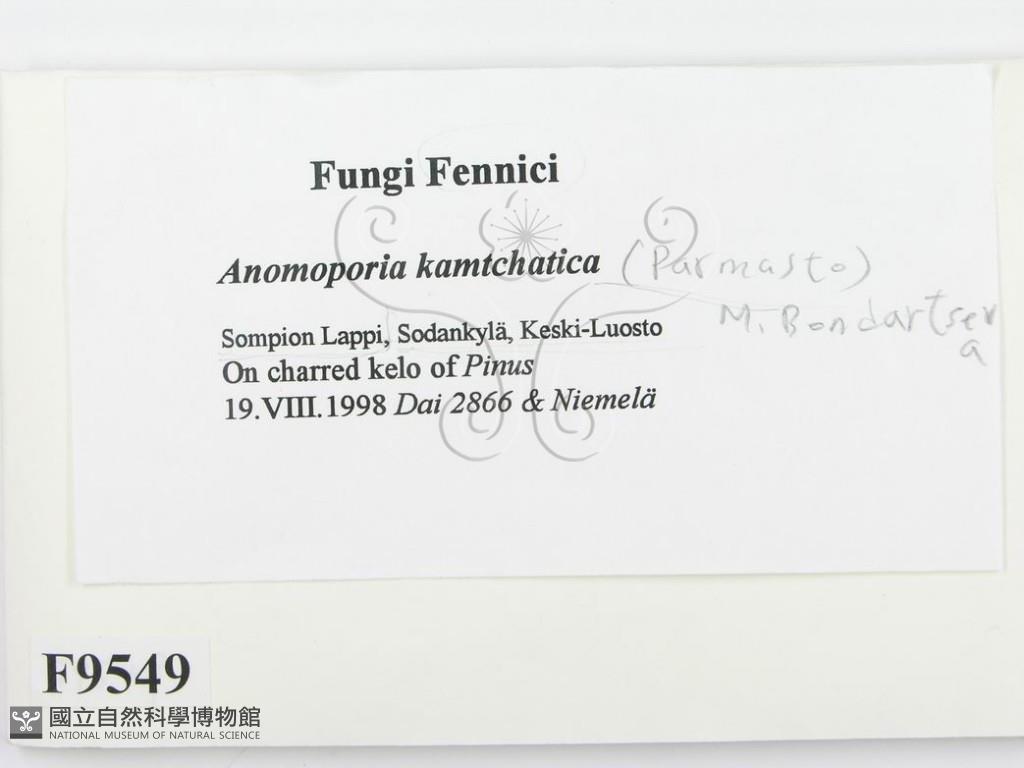 Fungi Fennici
Anomoporia kamtchatica (Parmasto)
M. Bondartseva
Sompion Lappi, Sodankylä, Keski-Luosto
On charred kelo of Pinus
19.VIII.1998 Dai 2866 & Niemelä
F9549
國立自然科學博物館
NATIONAL MUSEUM OF NATURAL SCIENCE